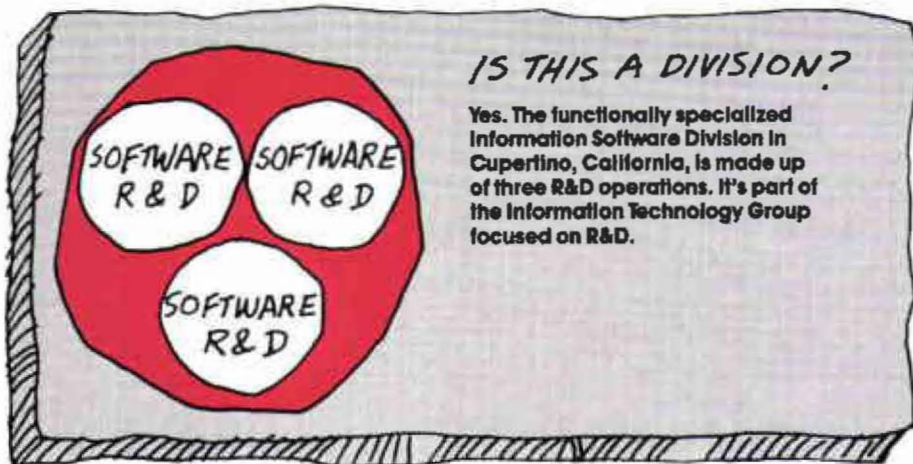 SOFTWARE
R & D
SOFTWARE
R & D
SOFTWARE
R & D
IS THIS A DIVISION?
Yes. The functionally specialized
Information Software Division in
Cupertino, California, is made up
of three R&D operations. It's part of
the Information Technology Group
focused on R&D.